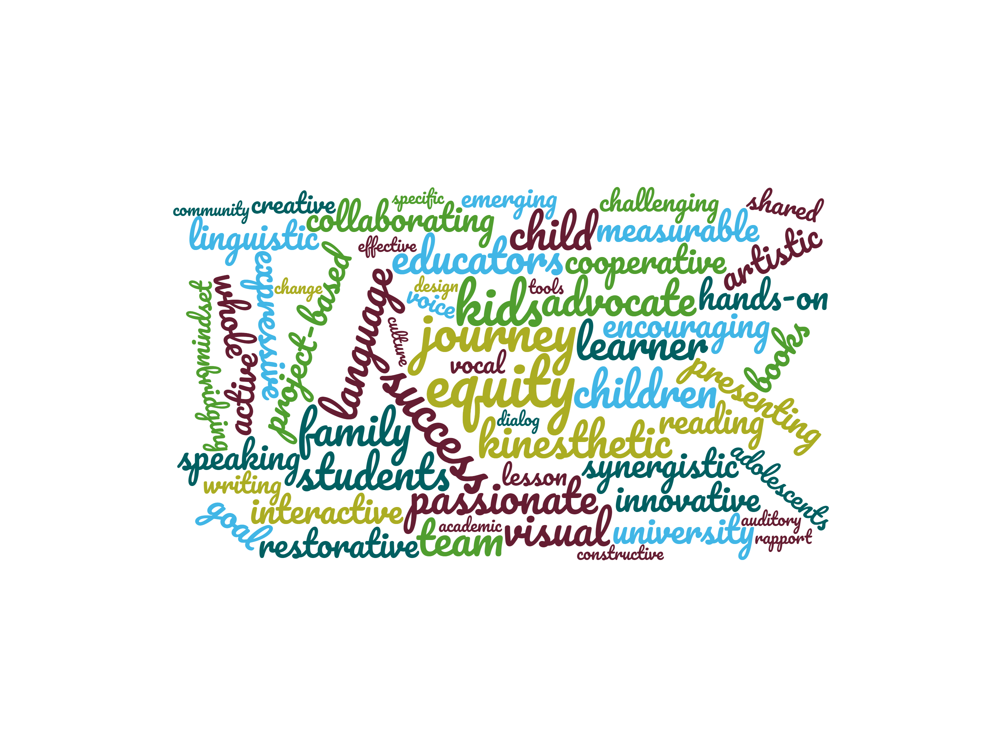 community
creative
specific
emerging
challenging
shared
linguistic
collaborating
child
measurable
effective
educators
cooperative
artistic
bridgingmindset
workshop
expressive
change
project-based
language
design
voice
kids
tools
advocate
hands-on
active
culture
journey
learner
encouraging
books
vocal
success
equity
children
presenting
family
dialog
kinesthetic
reading
speaking
students
lesson
synergistic
adolescents
writing
passionate
innovative
goal
interactive
academic
visual
university
auditory
rapport
restorative
team
constructive